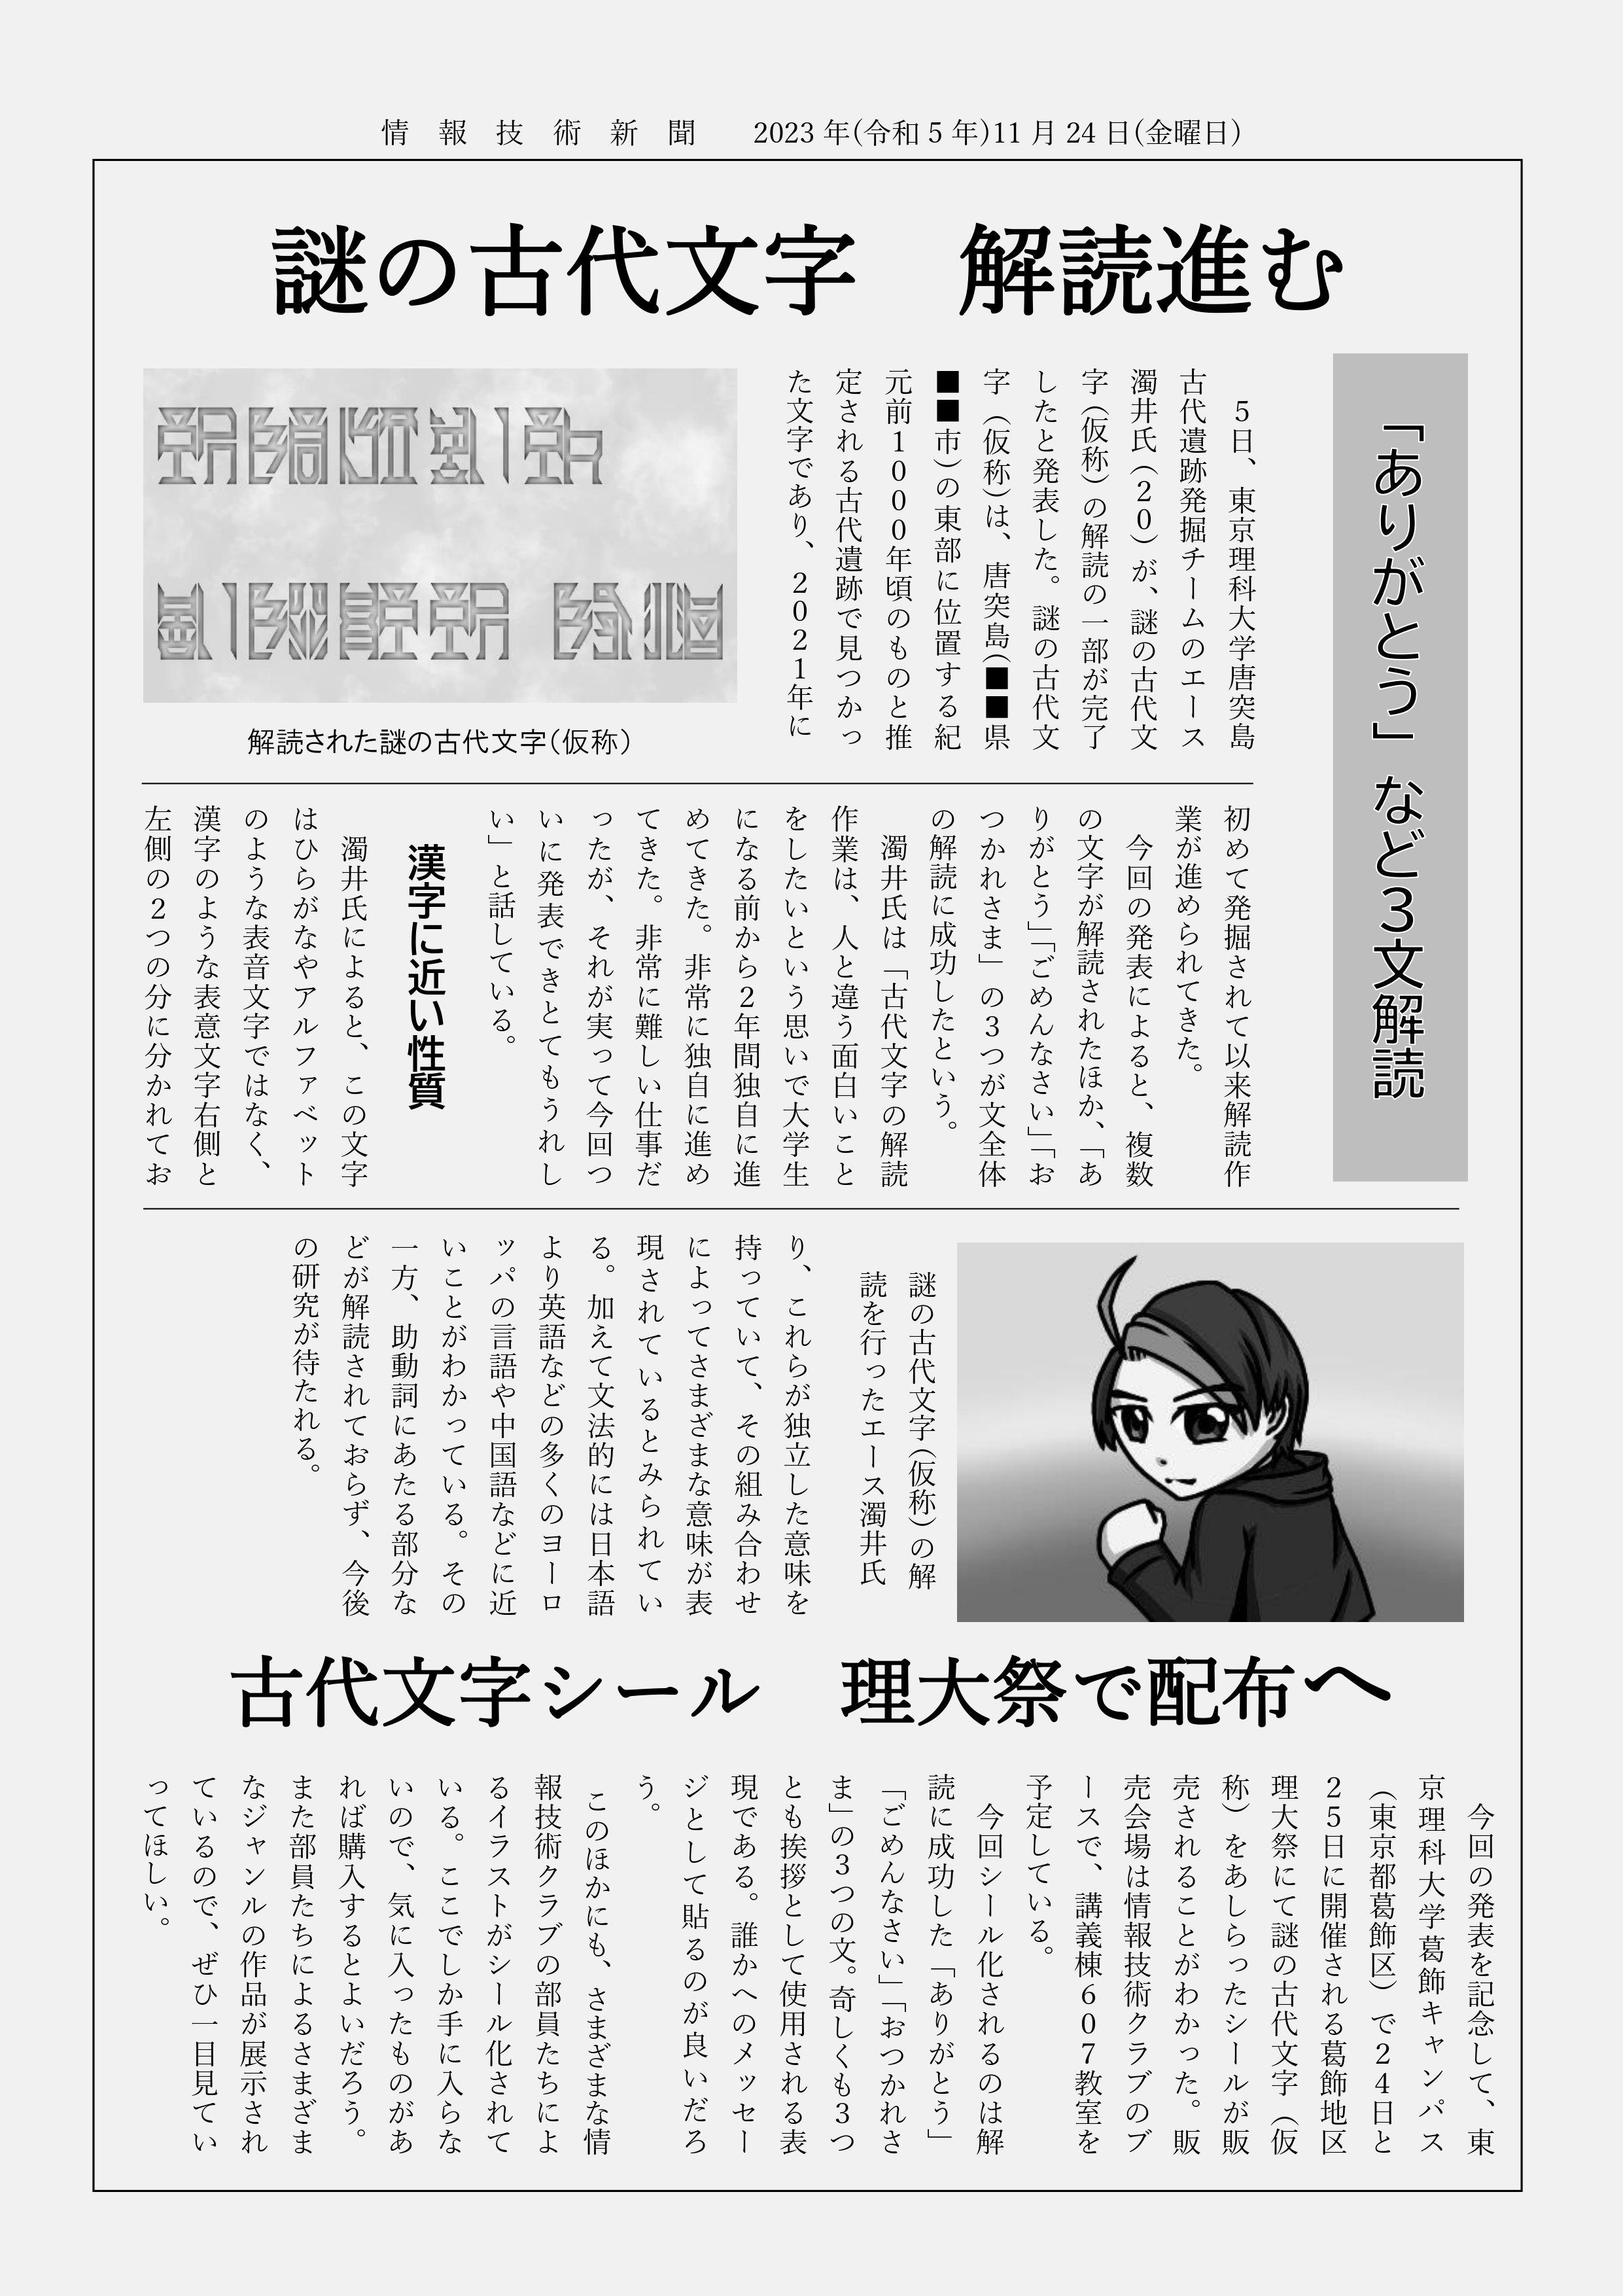 情報技術新聞　2023 年(令和 5 年)11 月 24 日(金曜日)
謎の古代文字　解読進む
「ありがとう」など３文解読
　５日、東京理科大学唐突島
古代遺跡発掘チームのエース
濁井氏（２０）が、謎の古代文
字（仮称）の解読の一部が完了
したと発表した。謎の古代文
字（仮称）は、唐突島（■■県
■■市）の東部に位置する紀
元前１０００年頃のものと推
定される古代遺跡で見つかっ
た文字であり、２０２１年に
解読された謎の古代文字（仮称）
初めて発掘されて以来解読作
業が進められてきた。
　今回の発表によると、複数
の文字が解読されたほか、「あ
りがとう」「ごめんなさい」「お
つかれさま」の３つが文全体
の解読に成功したという。
　濁井氏は「古代文字の解読
作業は、人と違う面白いこと
をしたいという思いで大学生
になる前から２年間独自に進
めてきた。非常に独自に進め
てきた。非常に難しい仕事だ
ったが、それが実って今回つ
いに発表できとてもうれし
い」と話している。
漢字に近い性質
　濁井氏によると、この文字
はひらがなやアルファベット
のような表音文字ではなく、
漢字のような表意文字右側と
左側の２つの分に分かれてお
謎の古代文字（仮称）の解
読を行ったエース濁井氏
り、これらが独立した意味を
持っていて、その組み合わせ
によってさまざまな意味が表
現されているとみられてい
る。加えて文法的には日本語
より英語などの多くのヨーロ
ッパの言語や中国語などに近
いことがわかっている。その
一方、助動詞にあたる部分な
どが解読されておらず、今後
の研究が待たれる。
古代文字シール　理大祭で配布へ
　今回の発表を記念して、東
京理科大学葛飾キャンパス
（東京都葛飾区）で２４日と
２５日に開催される葛飾地区
理大祭にて謎の古代文字（仮
称）をあしらったシールが販
売されることがわかった。販
売会場は情報技術クラブのブ
ースで、講義棟６０７教室を
予定している。
　今回シール化されるのは解
読に成功した「ありがとう」
「ごめんなさい」「おつかれさ
ま」の３つの文。奇しくも３つ
とも挨拶として使用される表
現である。誰かへのメッセー
ジとして貼るのが良いだろ
う。
　このほかにも、さまざまな情
報技術クラブの部員たちによ
るイラストがシール化されて
いる。ここでしか手に入らな
いので、気に入ったものがあ
れば購入するとよいだろう。
また部員たちによるさまざま
なジャンルの作品が展示され
ているので、ぜひ一目見てい
ってほしい。